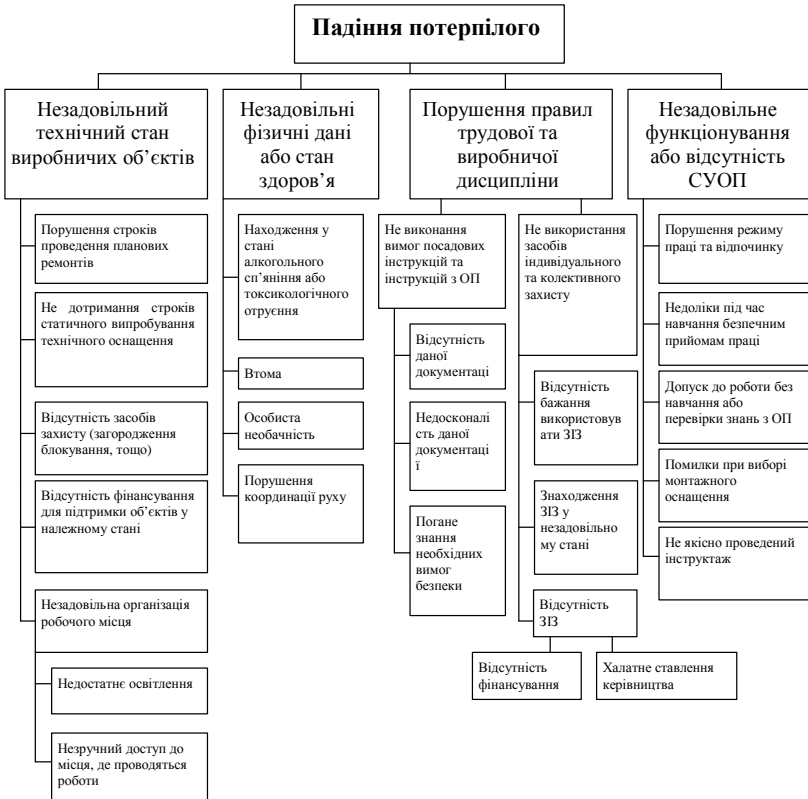 Падіння потерпілого
Незадовільний
технічний стан
виробничих об’єктів
Порушення строків
проведення планових
ремонтів
Не дотримання строків
статичного випробування
технічного оснащення
Відсутність засобів
захисту (загородження
блокування, тощо)
Відсутність фінансування
для підтримки об’єктів у
належному стані
Незадовільна організація
робочого місця
Недостатнє освітлення
Незручний доступ до
місця, де проводяться
роботи
Незадовільні
фізичні дані
або стан
здоров’я
Находження у
стані
алкогольного
сп’яніння або
токсикологічного
отруєння
Втома
Особиста
необачність
Порушення
координації руху
Порушення правил
трудової та
виробничої
дисципліни
Не виконання
вимог посадових
інструкцій та
інструкцій з ОП
Відсутність
даної
документаці
Недосконалі
сть даної
документаці
ї
Погане
знання
необхідних
вимог
безпеки
Не використання
засобів
індивідуального
та колективного
захисту
Відсутність
бажання
використовув
ати ЗІЗ
Знаходження
ЗІЗ у
незадовільно
му стані
Відсутність
ЗІЗ
Відсутність
фінансування
Халатне ставлення
керівництва
Незадовільне
функціонування
або відсутність
СУОП
Порушення режиму
праці та відпочинку
Недоліки під час
навчання безпечним
прийомам праці
Допуск до роботи без
навчання або
перевірки знань з ОП
Помилки при виборі
монтажного
оснащення
Не якісно проведений
інструктаж